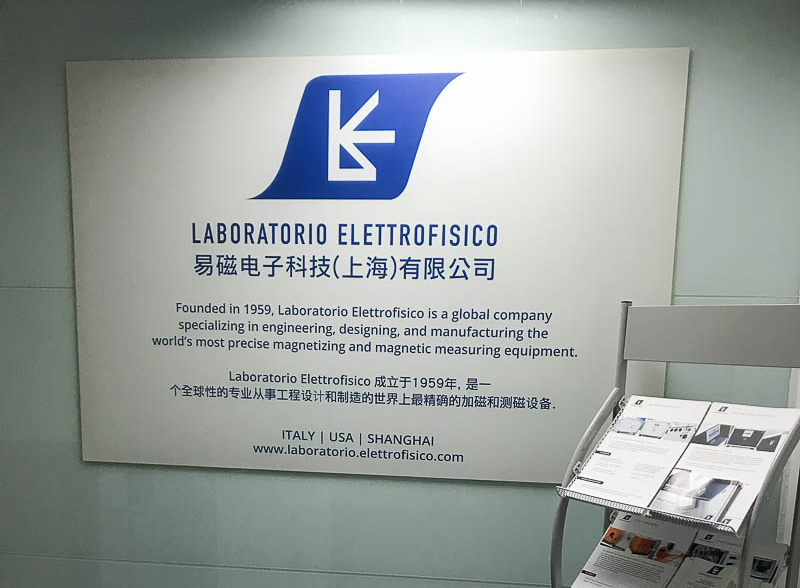 LABORATORIO ELETTROFISICO
易磁电子科技(上海)有限公司
Founded in 1959, Laboratorio Elettrofisico is a global company
specializing in engineering, designing, and manufacturing the
world's most precise magnetizing and magnetic measuring equipment.
Laboratorio Elettrofisico 成立于1959年, 是一
个全球性的专业从事工程设计和制造的世界上最精确的加磁和测磁设备.
ITALY | USA | SHANGHAI
www.laboratorio.elettrofisico.com